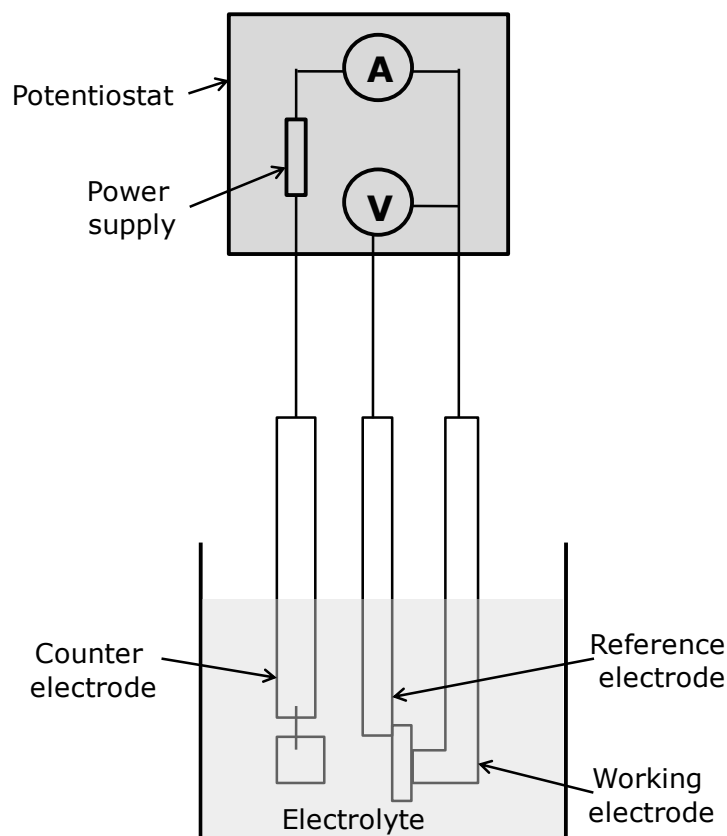 A
Potentiostat
Power
supply
V
Counter
electrode
Reference
electrode
Working
electrode
Electrolyte